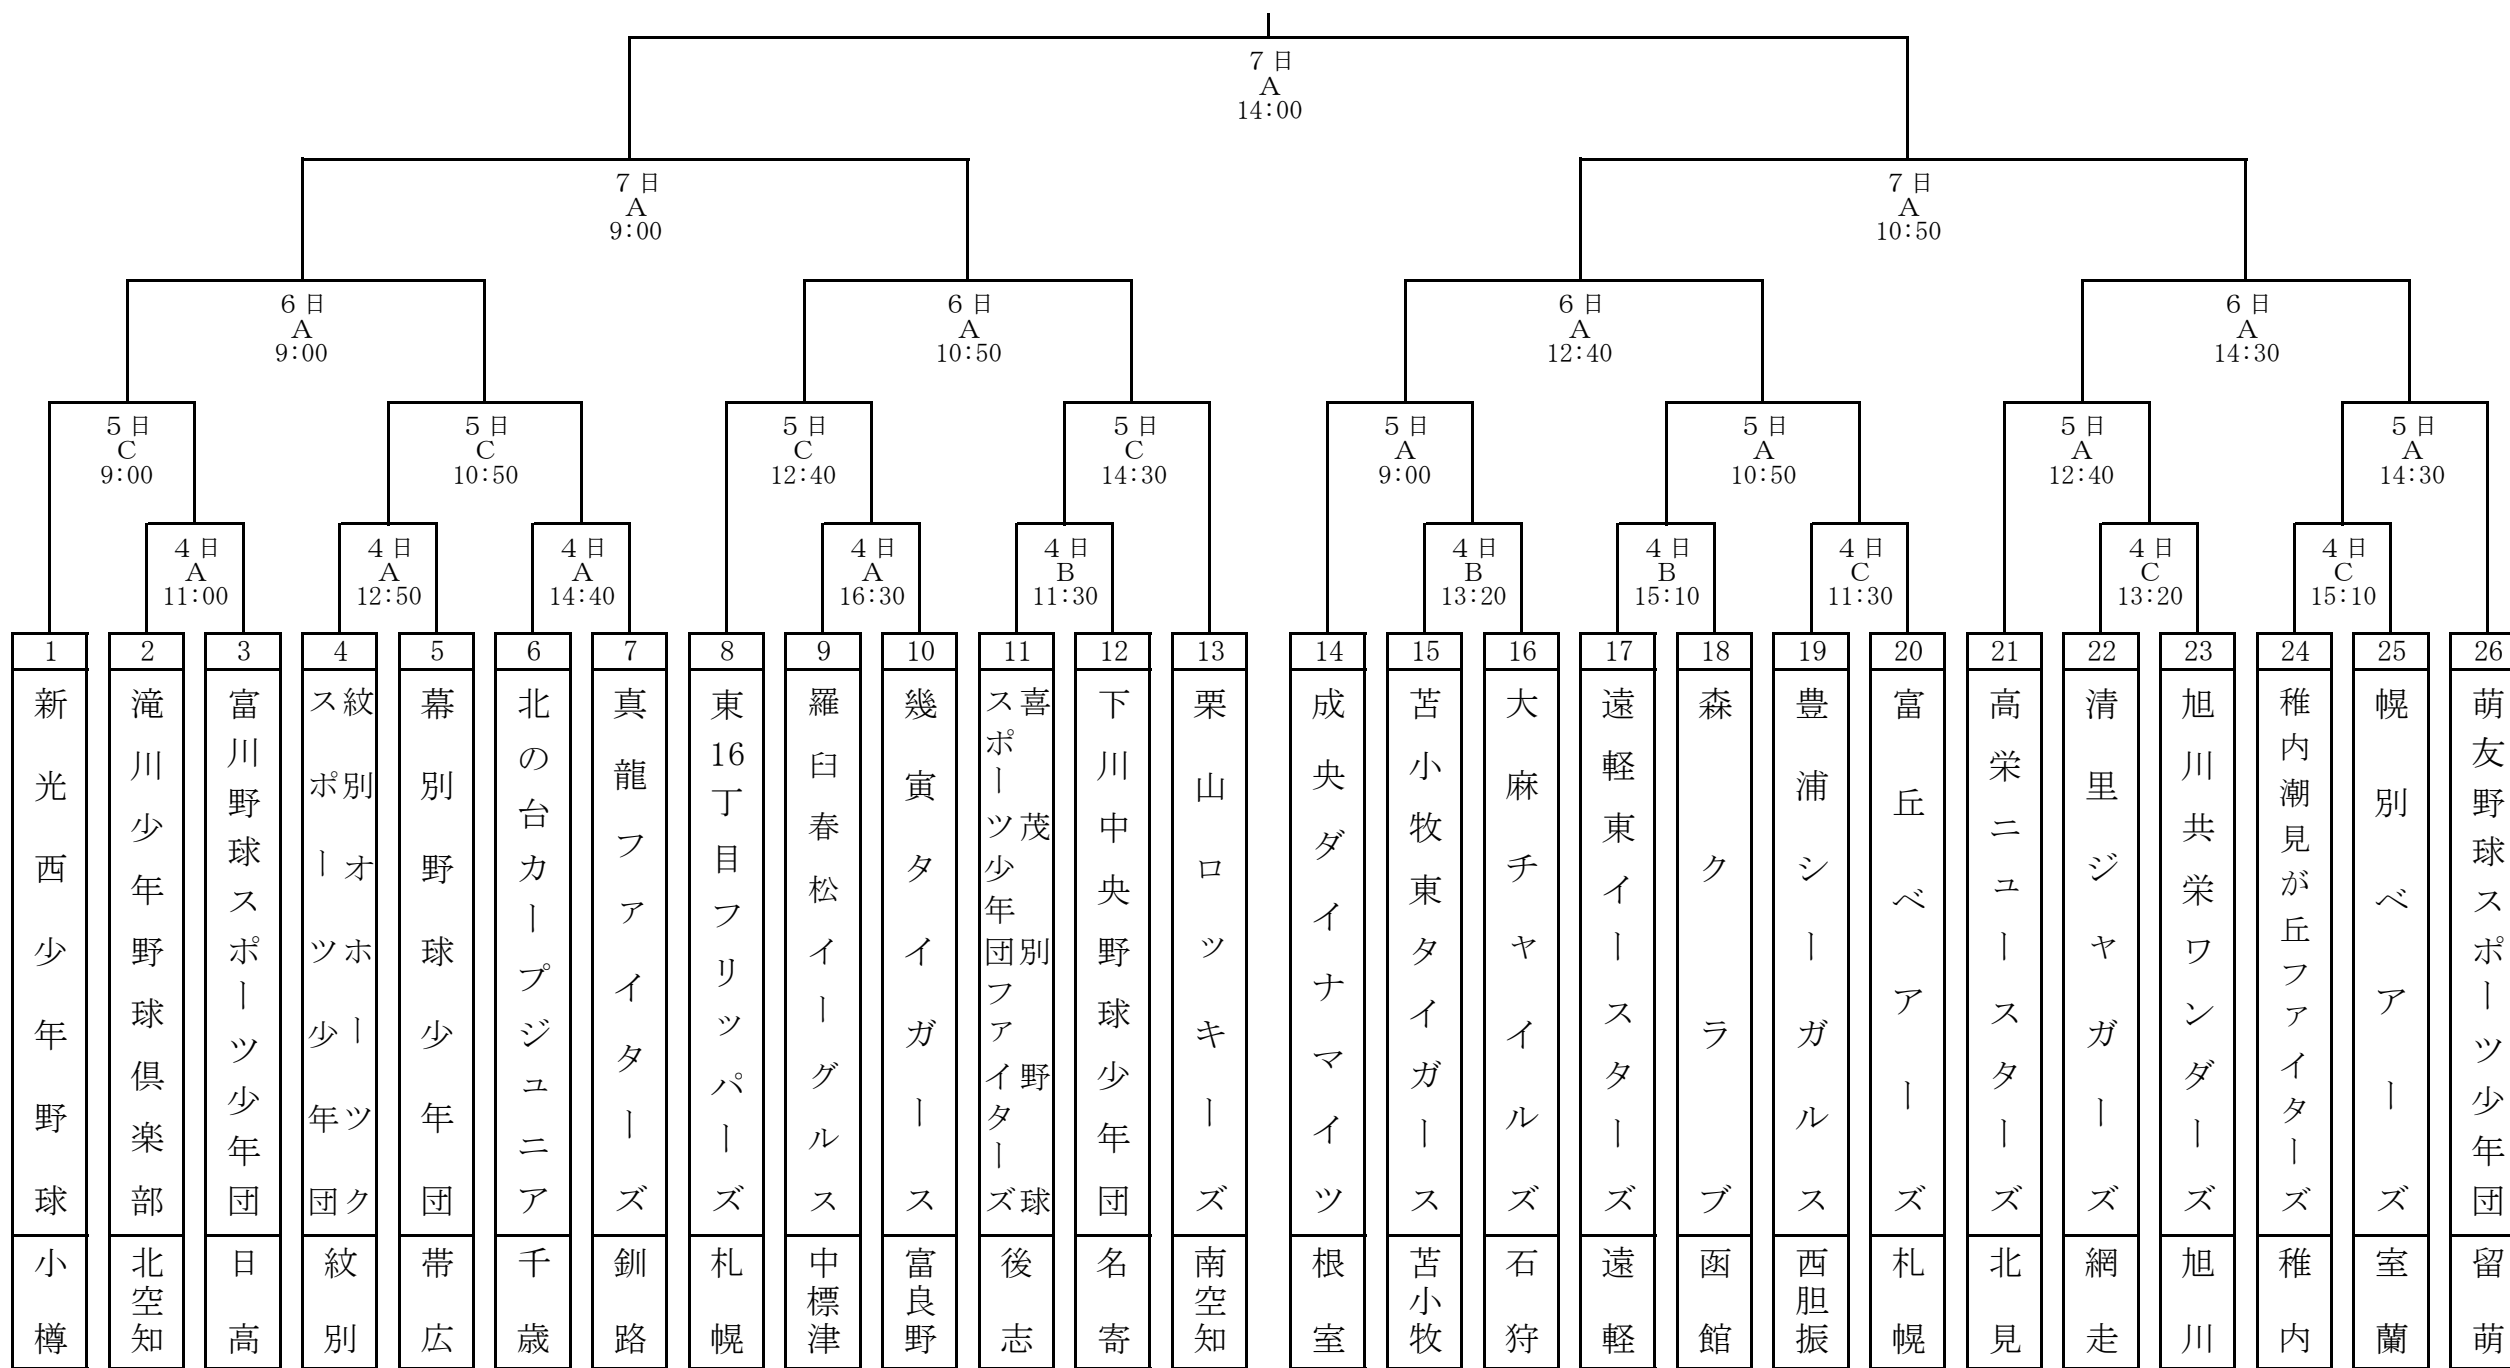 7日
A
14:00
7日
A
9:00
7日
A
10:50
6日
A
9:00
6日
A
10:50
6日
A
12:40
6日
A
14:30
5日
C
9:00
5日
C
10:50
5日
C
12:40
5日
C
14:30
5日
A
9:00
5日
A
10:50
5日
A
12:40
5日
A
14:30
4日
A
11:00
4日
A
12:50
4日
A
14:40
4日
A
16:30
4日
B
11:30
4日
B
13:20
4日
B
15:10
4日
C
11:30
4日
C
13:20
4日
C
15:10
1
新光西少年野球
小樽
2
滝川少年野球倶楽部
北空知
3
富川野球スポーツ少年団
日高
4
紋別オホーツク
スポーツ少年団
紋別
5
幕別野球少年団
帯広
6
北の台カープジュニア
千歳
7
真龍ファイターズ
釧路
8
東16丁目フリッパーズ
札幌
9
羅臼春松イーグルス
中標津
10
幾寅タイガース
富良野
11
喜茂別野球
スポーツ少年団ファイターズ
後志
12
下川中央野球少年団
名寄
13
栗山ロッキーズ
南空知
14
成央ダイナマイツ
根室
15
苫小牧東タイガース
苫小牧
16
大麻チャイルズ
石狩
17
遠軽東イースターズ
遠軽
18
森クラブ
函館
19
豊浦シーガルス
西胆振
20
富丘ベアーズ
札幌
21
高栄ニュースターズ
北見
22
清里ジャガーズ
網走
23
旭川共栄ワンダーズ
旭川
24
稚内潮見が丘ファイターズ
稚内
25
幌別ベアーズ
室蘭
26
萌友野球スポーツ少年団
留萌